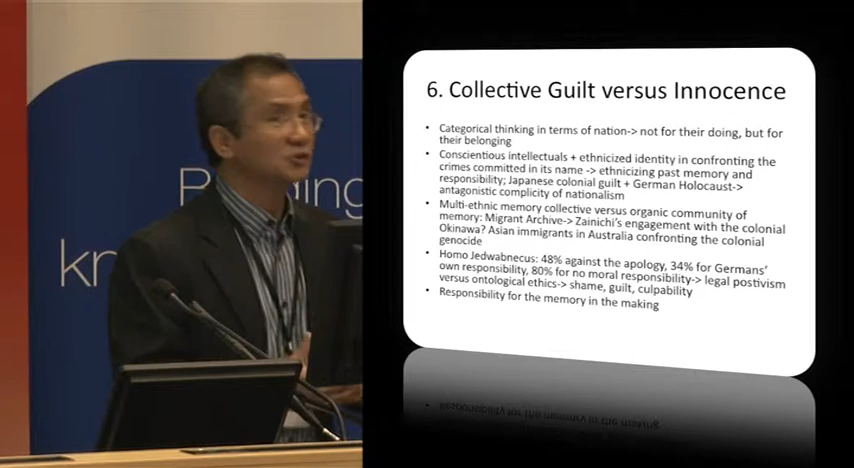 6. Collective Guilt versus Innocence
• Categorical thinking in terms of nation-> not for their doing, but for
their belonging
• Conscientious intellectuals + ethnicized identity in confronting the
crimes committed in its name -> ethnicizing past memory and
responsibility; Japanese colonial guilt + German Holocaust->
antagonistic complicity of nationalism
• Multi-ethnic memory collective versus organic community of
memory: Migrant Archive-> Zainichi's engagement with the colonial
Okinawa? Asian immigrants in Australia confronting the colonial
genocide
• Homo Jedwabnecus: 48% against the apology, 34% for Germans'
own responsibility, 80% for no moral responsibility-> legal postivism
versus ontological ethics-> shame, guilt, culpability
• Responsibility for the memory in the making